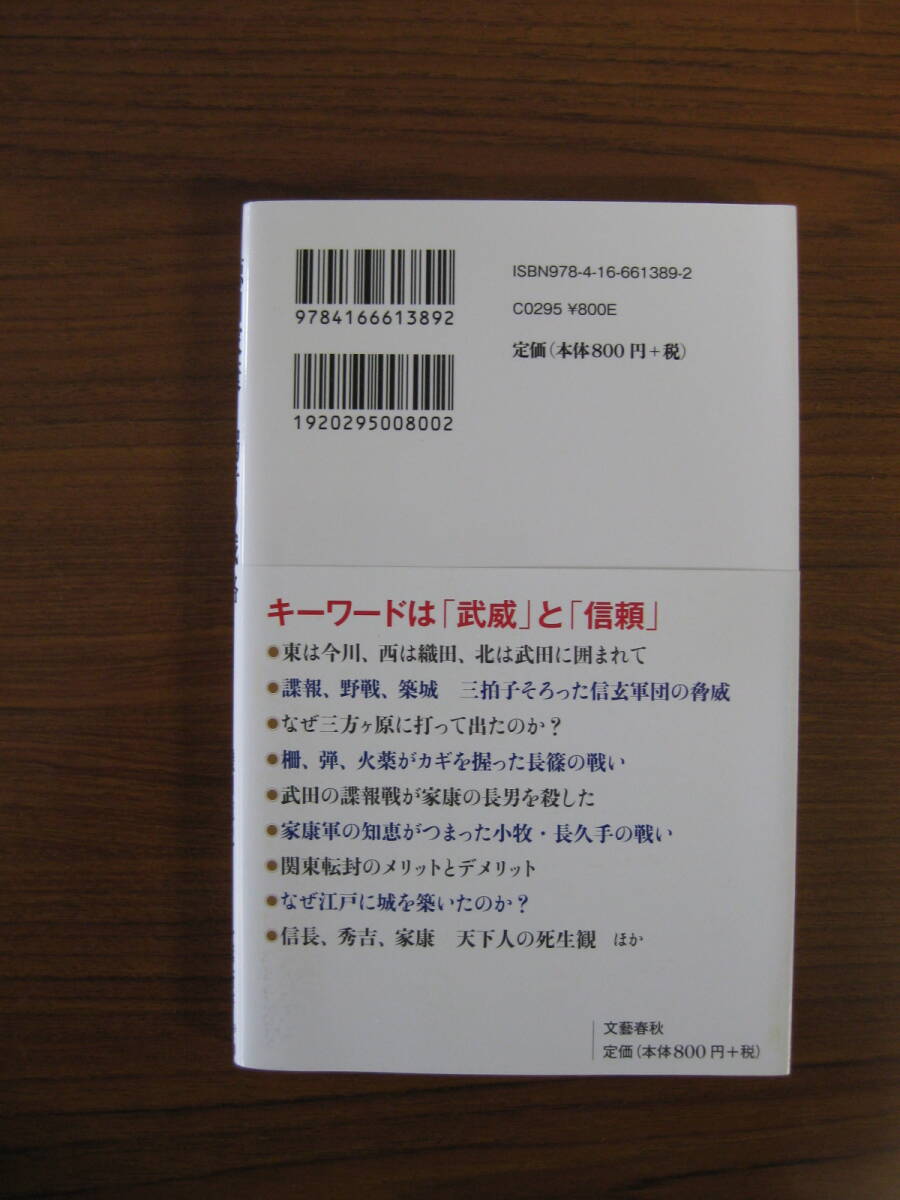 ISBN978-4-16-661389-2
C0295 ¥800E
定価(本体800円+税)
9784166613892
1920295008002
キーワードは「武威」と「信頼」
●東は今川、西は織田、北は武田に囲まれて
●諜報、野戦、築城　三拍子そろった信玄軍団の脅威
●なぜ三方ヶ原に打って出たのか?
●柵、弾、火薬がカギを握った長篠の戦い
●武田の諜報戦が家康の長男を殺した
●家康軍の知恵がつまった小牧・長久手の戦い
●関東転封のメリットとデメリット
●なぜ江戸に城を築いたのか?
●信長、秀吉、家康　天下人の死生観　ほか
文藝春秋
定価(本体800円+税)